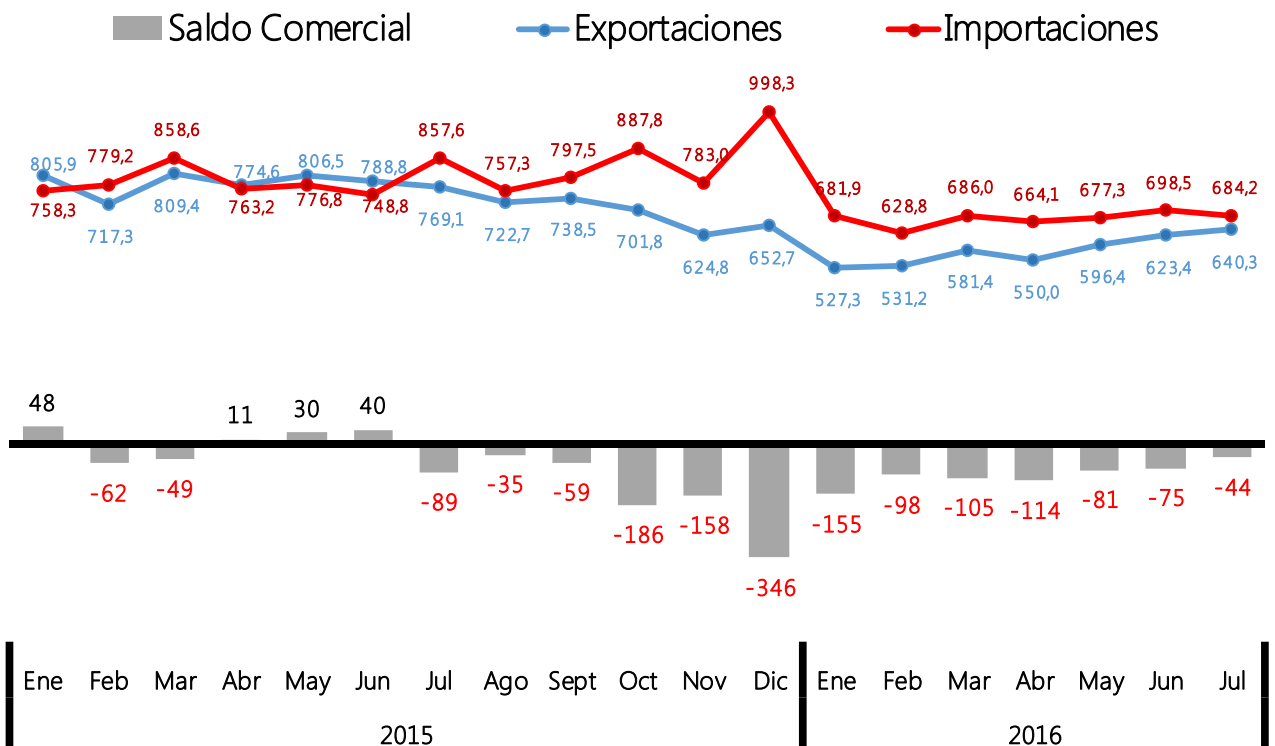 Saldo Comercial Exportaciones Importaciones
998,3
858,6 857,6 887,8
805,9 779,2 774,6 806,5 788,8 757,3 797,5 783,0
758,3 809,4 763,2 776,8 748,8 769,1 681,9 628,8 686,0 664,1 677,3 698,5 684,2
717,3 722,7 738,5 701,8 624,8 652,7
527,3 531,2 581,4 550,0 596,4 623,4 640,3
48 11 30 40
-62 -49 -89 -35 -59 -186 -158 -346 -155 -98 -105 -114 -81 -75 -44
Ene Feb Mar Abr May Jun Jul Ago Sept Oct Nov Dic Ene Feb Mar Abr May Jun Jul
2015 2016